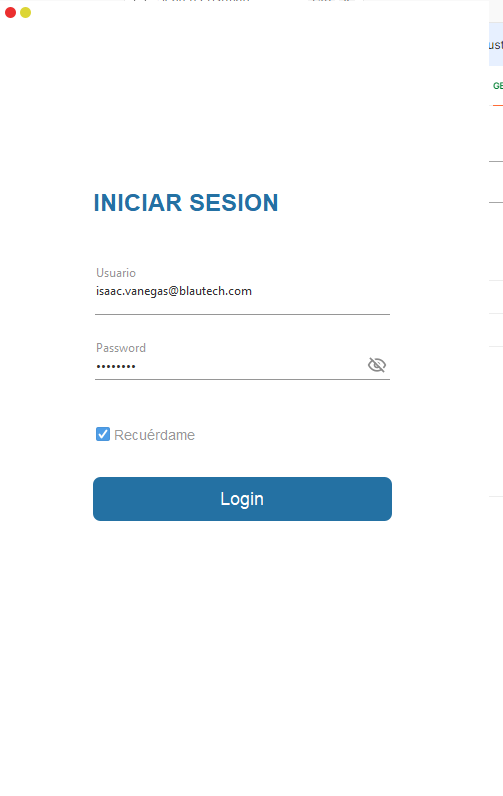 INICIAR SESION
Usuario
isaac.vanegas@blautech.com
Password
••••••••
Recuérdame
Login